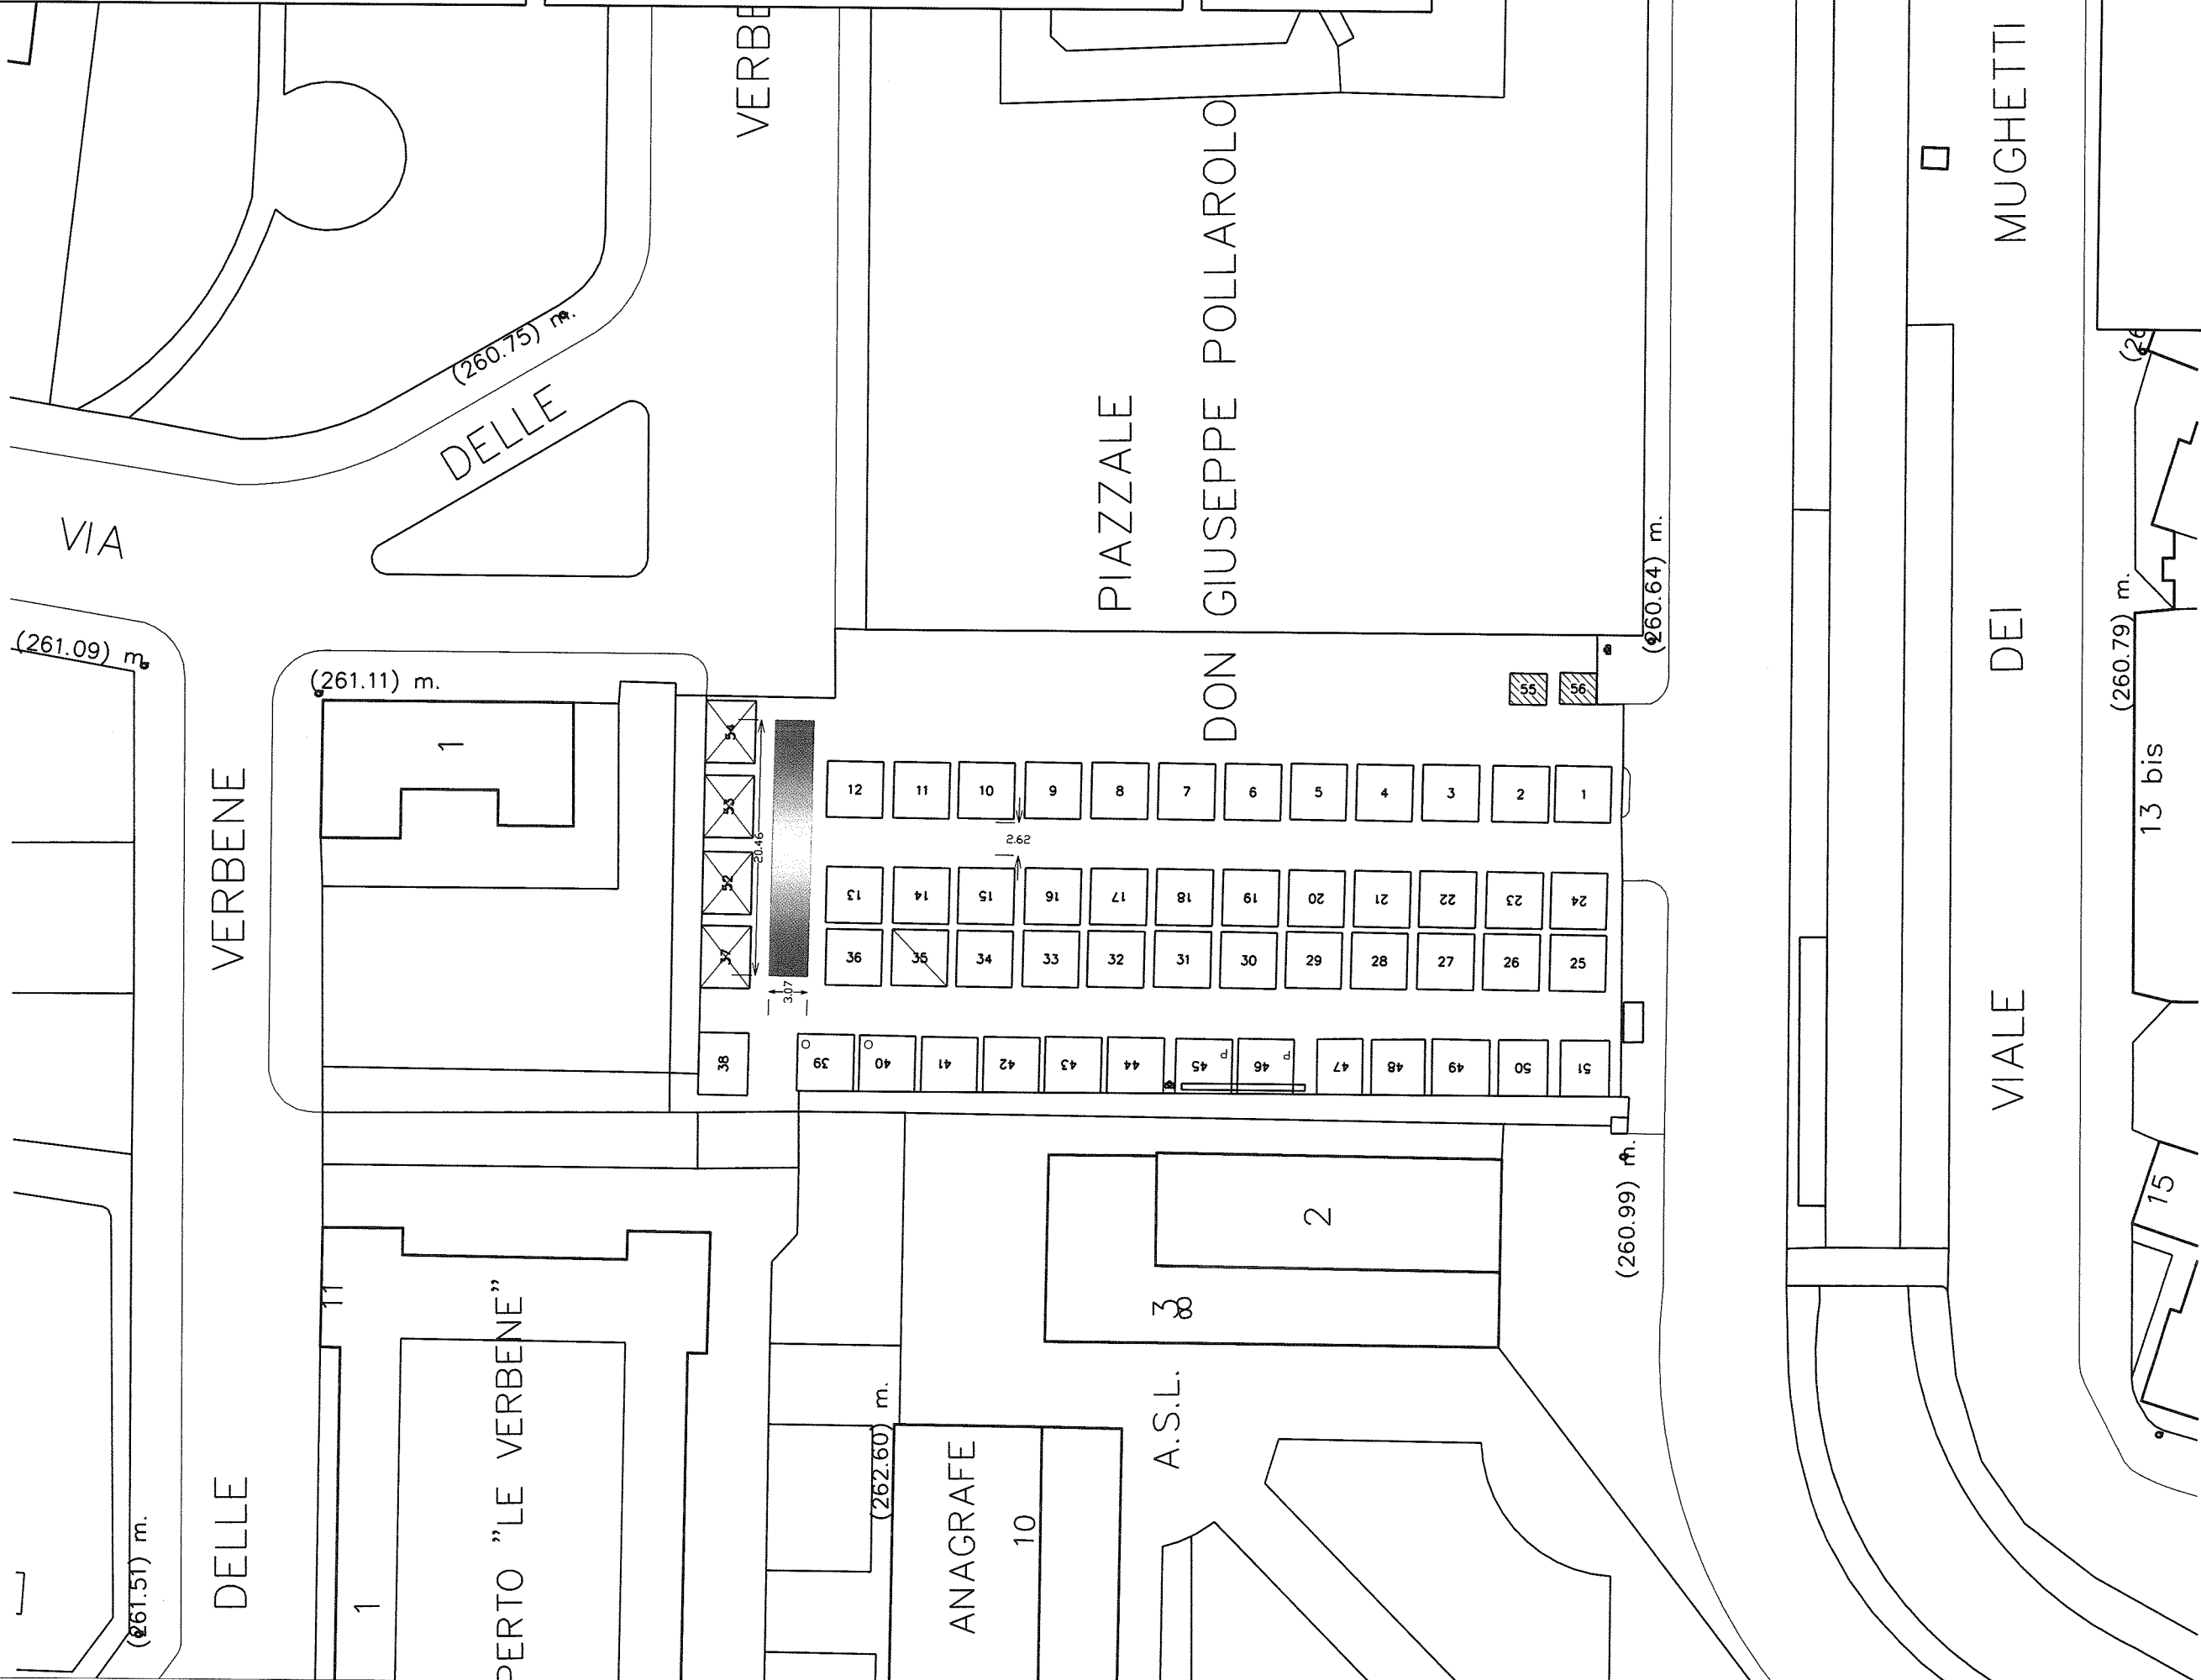 VERBE
MUGHETTI
(260.75) m.
DELLE
PIAZZALE
DON GIUSEPPE POLLAROLO
VIA
(260.64) m.
(26
(261.09) m.
(261.11) m.
DEI
(260.79) m.
1
VERBENE
13 bis
55 56
54
53
52
37
20.46
3.07
2.62
12 11 10 9 8 7 6 5 4 3 2 1
13 14 15 16 17 18 19 20 21 22 23 24
36 35 34 33 32 31 30 29 28 27 26 25
38 39 40 41 42 43 44 45 46 47 48 49 50 51
P P
VIALE
(260.99) m.
15
2
3
8
11
PERTO "LE VERBENE"
A.S.L.
(262.60) m.
ANAGRAFE
10
DELLE
(261.51) m.
1